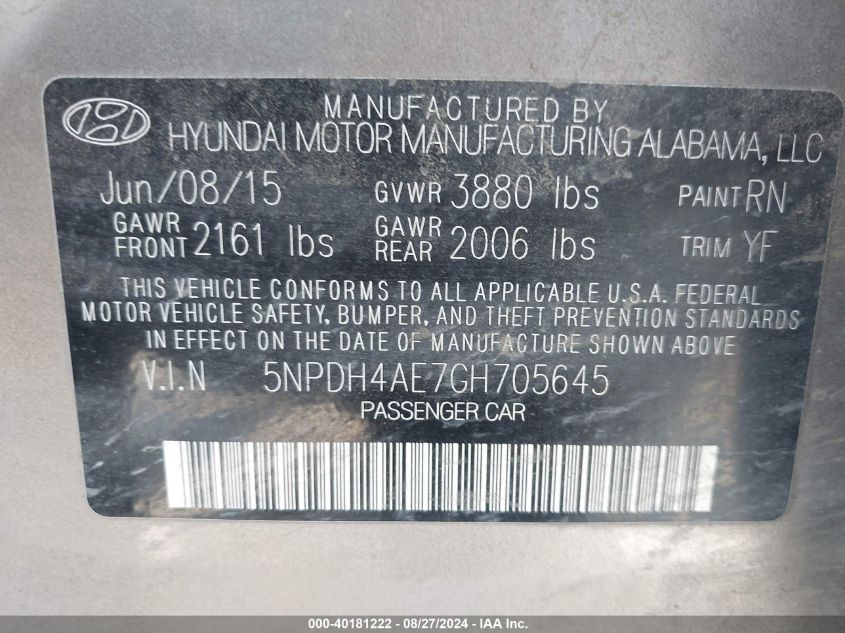 MANUFACTURED BY
HYUNDAI MOTOR MANUFACTURING ALABAMA, LLC
Jun/08/15 GVWR 3880 lbs PAINT RN
GAWR FRONT 2161 lbs GAWR REAR 2006 lbs TRIM YF
THIS VEHICLE CONFORMS TO ALL APPLICABLE U.S.A. FEDERAL
MOTOR VEHICLE SAFETY, BUMPER, AND THEFT PREVENTION STANDARDS
IN EFFECT ON THE DATE OF MANUFACTURE SHOWN ABOVE
V.I.N 5NPDH4AE7GH705645
PASSENGER CAR
000-40181222 - 08/27/2024 - IAA, Inc.